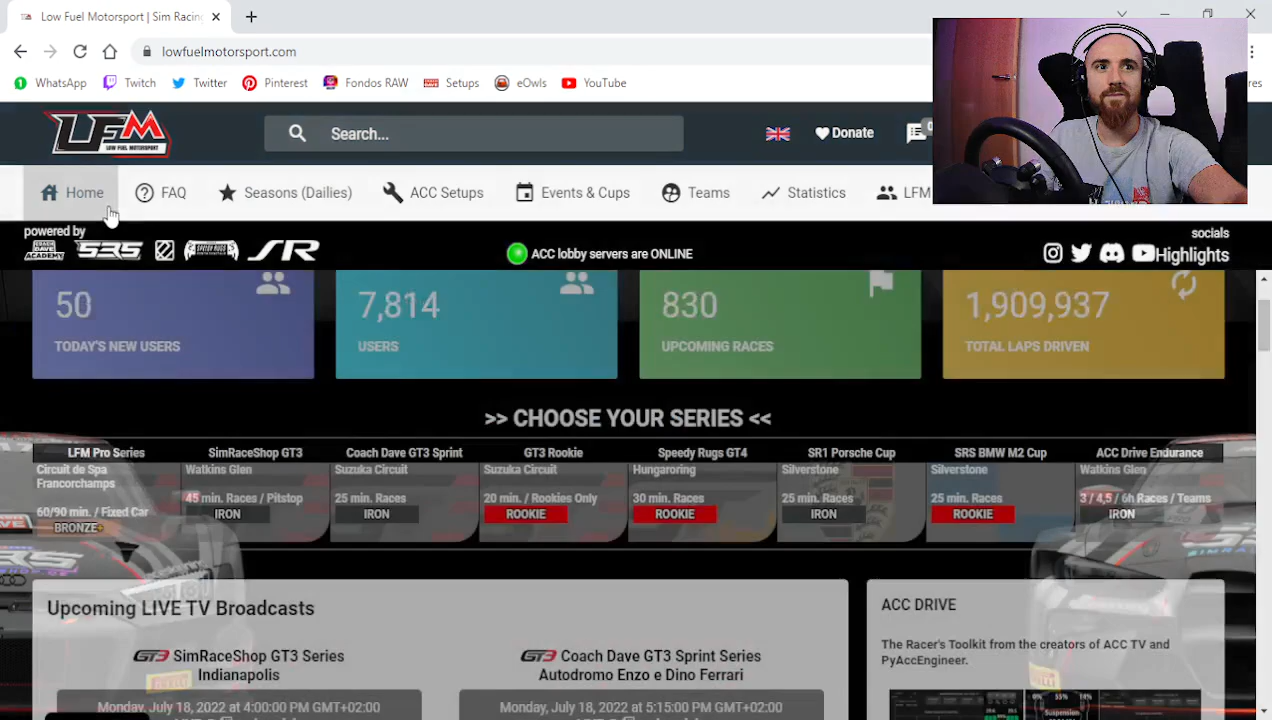 Low Fuel Motorsport | Sim Racing
lowfuelmotorsport.com
WhatsApp Twitch Twitter Pinterest Fondos RAW Setups eOwls YouTube
LFM
LOW FUEL MOTORSPORT
Search...
Donate
Home FAQ Seasons (Dailies) ACC Setups Events & Cups Teams Statistics LFM
powered by
socials
COACH DAVE ACADEMY
SPEEDY RUGS
SR
ACC lobby servers are ONLINE
Highlights
50
7,814
830
1,909,937
TODAY'S NEW USERS
USERS
UPCOMING RACES
TOTAL LAPS DRIVEN
>> CHOOSE YOUR SERIES <<
LFM Pro Series
Circuit de Spa
Francorchamps
60/90 min. / Fixed Car
BRONZE+
SimRaceShop GT3
Watkins Glen
45 min. Races / Pitstop
IRON
Coach Dave GT3 Sprint
Suzuka Circuit
25 min. Races
IRON
GT3 Rookie
Suzuka Circuit
20 min. / Rookies Only
ROOKIE
Speedy Rugs GT4
Hungaroring
30 min. Races
ROOKIE
SR1 Porsche Cup
Silverstone
25 min. Races
IRON
SRS BMW M2 Cup
Silverstone
25 min. Races
ROOKIE
ACC Drive Endurance
Watkins Glen
3 / 4,5 / 6h Races / Teams
IRON
Upcoming LIVE TV Broadcasts
GT3 SimRaceShop GT3 Series
Indianapolis
Monday, July 18, 2022 at 4:00:00 PM GMT+02:00
GT3 Coach Dave GT3 Sprint Series
Autodromo Enzo e Dino Ferrari
Monday, July 18, 2022 at 5:15:00 PM GMT+02:00
ACC DRIVE
The Racer's Toolkit from the creators of ACC TV and
PyAccEngineer.